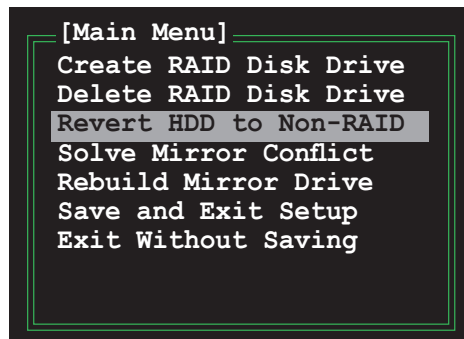 [Main Menu]
Create RAID Disk Drive
Delete RAID Disk Drive
Revert HDD to Non-RAID
Solve Mirror Conflict
Rebuild Mirror Drive
Save and Exit Setup
Exit Without Saving